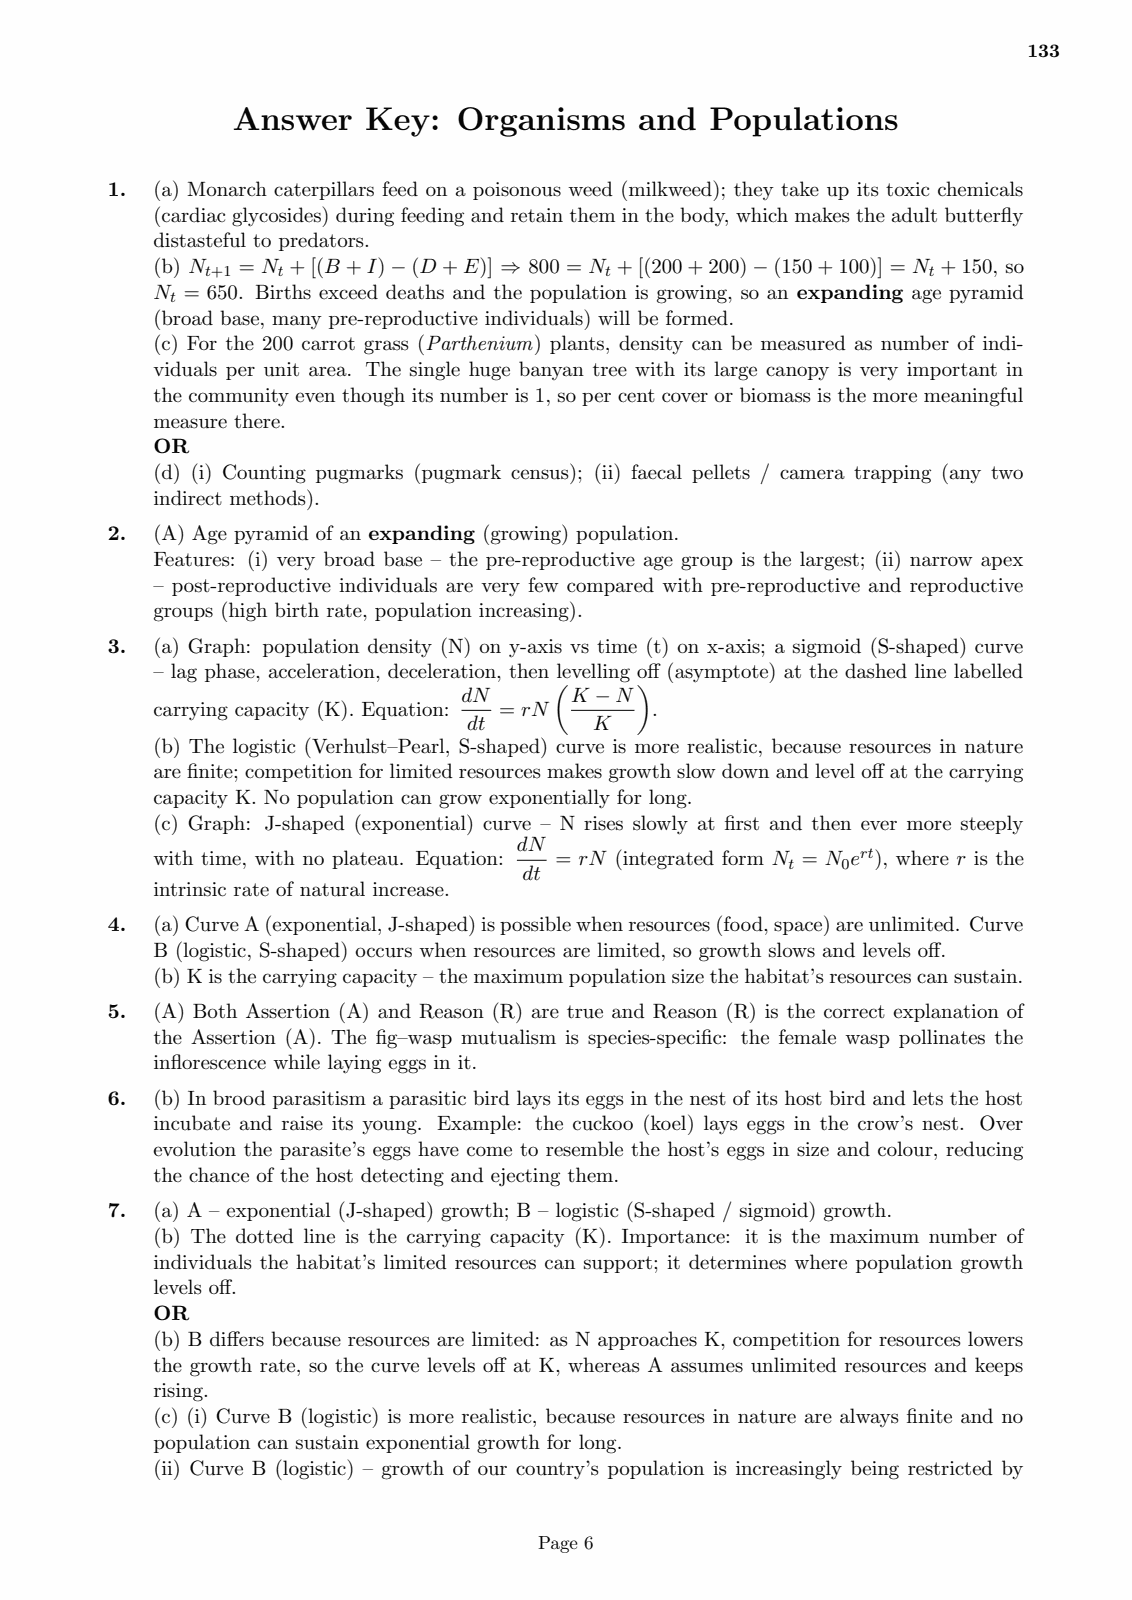 133
Answer Key: Organisms and Populations
1. (a) Monarch caterpillars feed on a poisonous weed (milkweed); they take up its toxic chemicals
(cardiac glycosides) during feeding and retain them in the body, which makes the adult butterfly
distasteful to predators.
(b) N_{t+1} = N_t + [(B + I) − (D + E)] ⇒ 800 = N_t + [(200 + 200) − (150 + 100)] = N_t + 150, so
N_t = 650. Births exceed deaths and the population is growing, so an expanding age pyramid
(broad base, many pre-reproductive individuals) will be formed.
(c) For the 200 carrot grass (Parthenium) plants, density can be measured as number of indi-
viduals per unit area. The single huge banyan tree with its large canopy is very important in
the community even though its number is 1, so per cent cover or biomass is the more meaningful
measure there.
OR
(d) (i) Counting pugmarks (pugmark census); (ii) faecal pellets / camera trapping (any two
indirect methods).
2. (A) Age pyramid of an expanding (growing) population.
Features: (i) very broad base – the pre-reproductive age group is the largest; (ii) narrow apex
– post-reproductive individuals are very few compared with pre-reproductive and reproductive
groups (high birth rate, population increasing).
3. (a) Graph: population density (N) on y-axis vs time (t) on x-axis; a sigmoid (S-shaped) curve
– lag phase, acceleration, deceleration, then levelling off (asymptote) at the dashed line labelled
carrying capacity (K). Equation: dN/dt = rN ((K − N)/K).
(b) The logistic (Verhulst–Pearl, S-shaped) curve is more realistic, because resources in nature
are finite; competition for limited resources makes growth slow down and level off at the carrying
capacity K. No population can grow exponentially for long.
(c) Graph: J-shaped (exponential) curve – N rises slowly at first and then ever more steeply
with time, with no plateau. Equation: dN/dt = rN (integrated form N_t = N_0e^{rt}), where r is the
intrinsic rate of natural increase.
4. (a) Curve A (exponential, J-shaped) is possible when resources (food, space) are unlimited. Curve
B (logistic, S-shaped) occurs when resources are limited, so growth slows and levels off.
(b) K is the carrying capacity – the maximum population size the habitat's resources can sustain.
5. (A) Both Assertion (A) and Reason (R) are true and Reason (R) is the correct explanation of
the Assertion (A). The fig–wasp mutualism is species-specific: the female wasp pollinates the
inflorescence while laying eggs in it.
6. (b) In brood parasitism a parasitic bird lays its eggs in the nest of its host bird and lets the host
incubate and raise its young. Example: the cuckoo (koel) lays eggs in the crow's nest. Over
evolution the parasite's eggs have come to resemble the host's eggs in size and colour, reducing
the chance of the host detecting and ejecting them.
7. (a) A – exponential (J-shaped) growth; B – logistic (S-shaped / sigmoid) growth.
(b) The dotted line is the carrying capacity (K). Importance: it is the maximum number of
individuals the habitat's limited resources can support; it determines where population growth
levels off.
OR
(b) B differs because resources are limited: as N approaches K, competition for resources lowers
the growth rate, so the curve levels off at K, whereas A assumes unlimited resources and keeps
rising.
(c) (i) Curve B (logistic) is more realistic, because resources in nature are always finite and no
population can sustain exponential growth for long.
(ii) Curve B (logistic) – growth of our country's population is increasingly being restricted by
Page 6